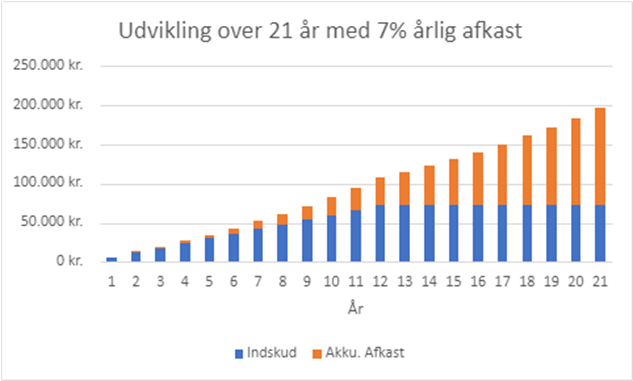 Udvikling over 21 år med 7% årlig afkast
250.000 kr.
200.000 kr.
150.000 kr.
100.000 kr.
50.000 kr.
0 kr.
1 2 3 4 5 6 7 8 9 10 11 12 13 14 15 16 17 18 19 20 21
År
Indskud Akku. Afkast